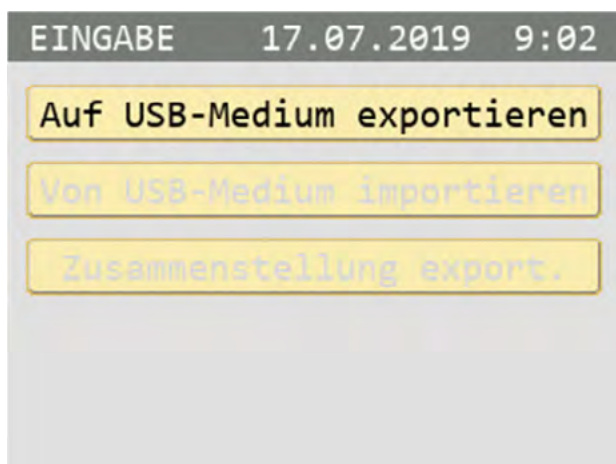 EINGABE 17.07.2019 9:02
Auf USB-Medium exportieren
Von USB-Medium importieren
Zusammenstellung export.